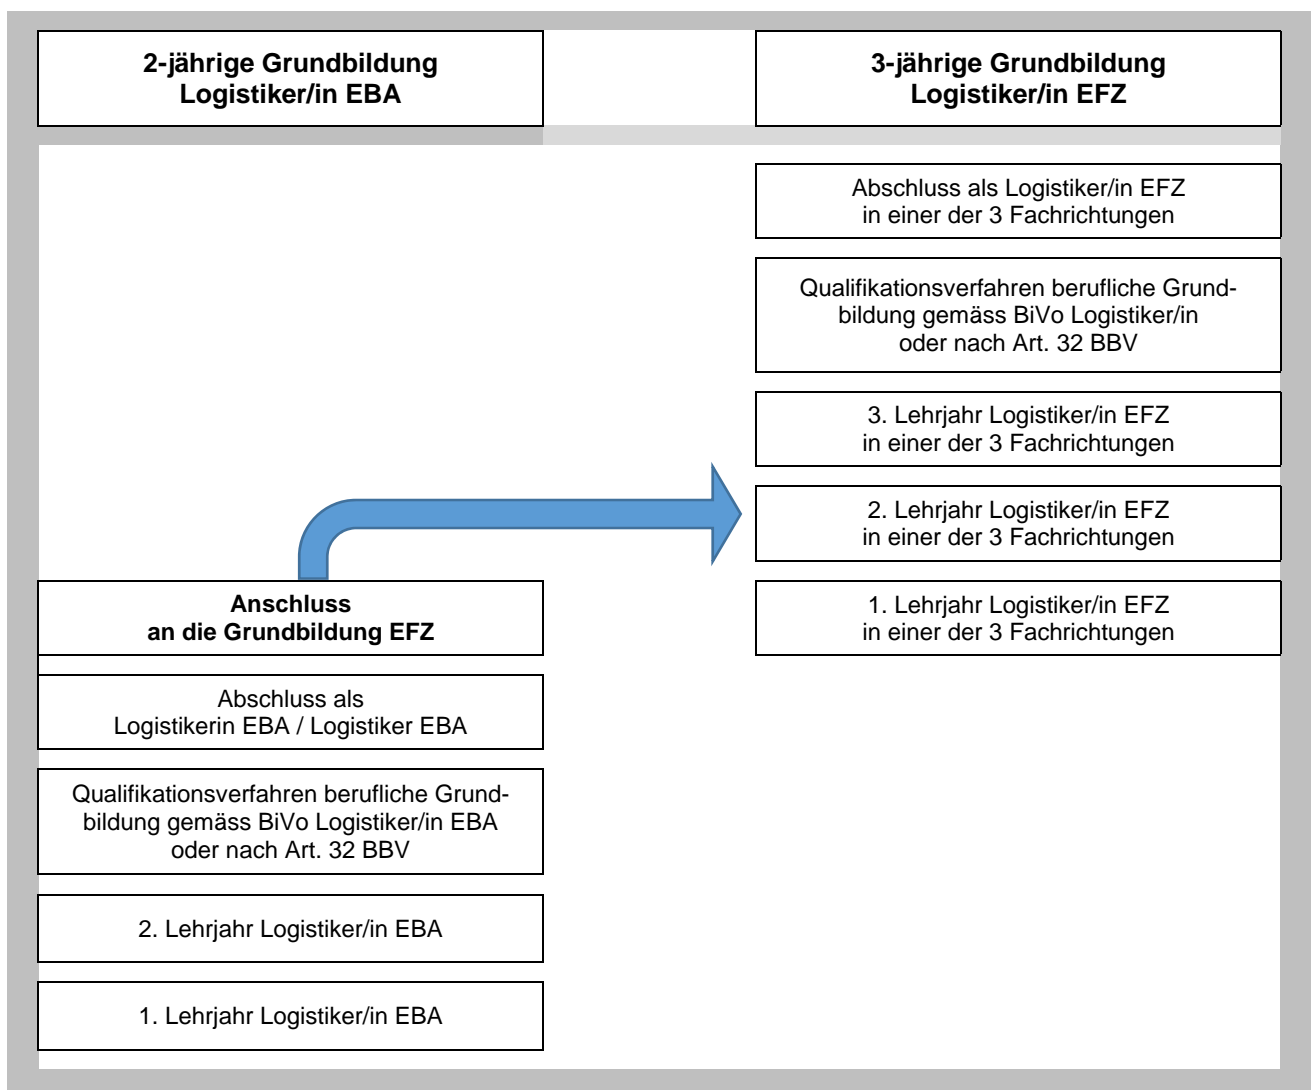 2-jährige Grundbildung
Logistiker/in EBA
3-jährige Grundbildung
Logistiker/in EFZ
Abschluss als Logistiker/in EFZ
in einer der 3 Fachrichtungen
Qualifikationsverfahren berufliche Grund-
bildung gemäss BiVo Logistiker/in
oder nach Art. 32 BBV
3. Lehrjahr Logistiker/in EFZ
in einer der 3 Fachrichtungen
2. Lehrjahr Logistiker/in EFZ
in einer der 3 Fachrichtungen
1. Lehrjahr Logistiker/in EFZ
in einer der 3 Fachrichtungen
Anschluss
an die Grundbildung EFZ
Abschluss als
Logistikerin EBA / Logistiker EBA
Qualifikationsverfahren berufliche Grund-
bildung gemäss BiVo Logistiker/in EBA
oder nach Art. 32 BBV
2. Lehrjahr Logistiker/in EBA
1. Lehrjahr Logistiker/in EBA